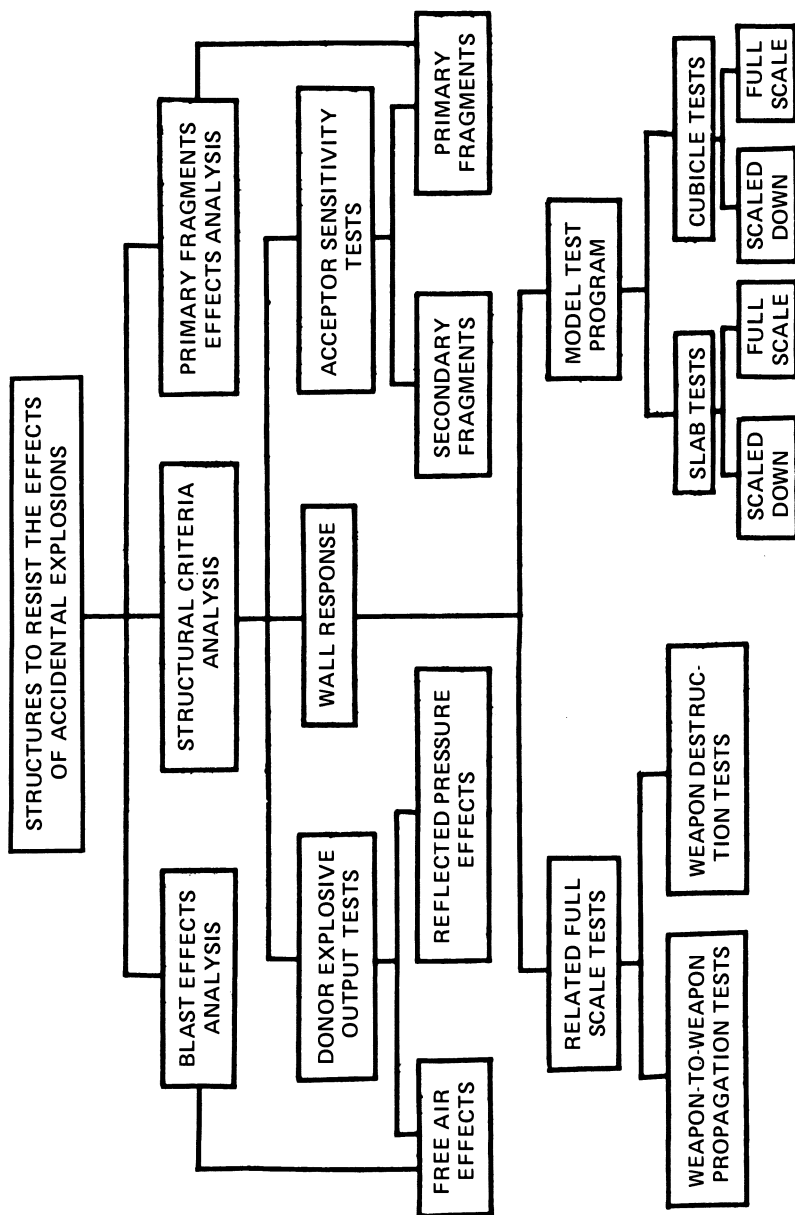 STRUCTURES TO RESIST THE EFFECTS
OF ACCIDENTAL EXPLOSIONS
BLAST EFFECTS
ANALYSIS
STRUCTURAL CRITERIA
ANALYSIS
PRIMARY FRAGMENTS
EFFECTS ANALYSIS
DONOR EXPLOSIVE
OUTPUT TESTS
WALL RESPONSE
ACCEPTOR SENSITIVITY
TESTS
FREE AIR
EFFECTS
REFLECTED PRESSURE
EFFECTS
SECONDARY
FRAGMENTS
PRIMARY
FRAGMENTS
RELATED FULL
SCALE TESTS
MODEL TEST
PROGRAM
WEAPON-TO-WEAPON
PROPAGATION TESTS
WEAPON DESTRUC-
TION TESTS
SLAB TESTS
CUBICLE TESTS
SCALED
DOWN
FULL
SCALE
SCALED
DOWN
FULL
SCALE